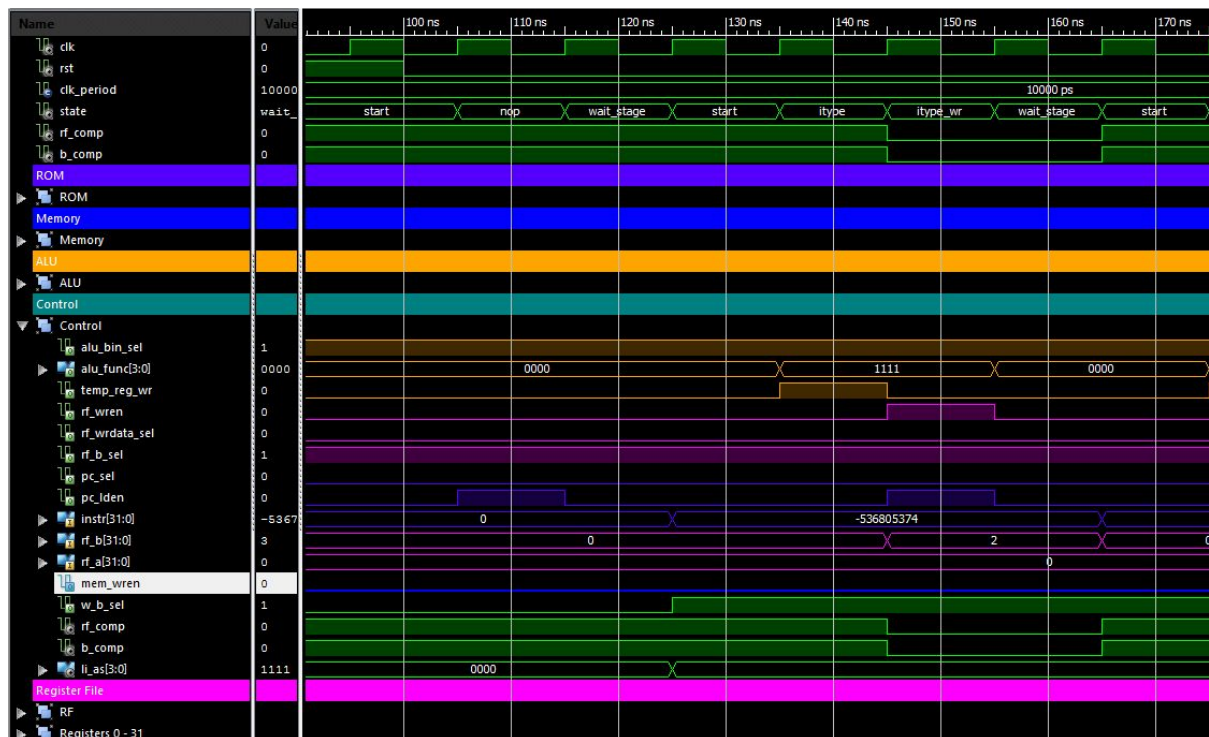 Name Value 100 ns 110 ns 120 ns 130 ns 140 ns 150 ns 160 ns 170 ns
clk 0
rst 0
clk_period 10000 10000 ps
state wait_ start nop wait_stage start itype itype_wr wait_stage start
rf_comp 0
b_comp 0
ROM
ROM
Memory
Memory
ALU
ALU
Control
Control
alu_bin_sel 1
alu_func[3:0] 0000 0000 1111 0000
temp_reg_wr 0
rf_wren 0
rf_wrdata_sel 0
rf_b_sel 1
pc_sel 0
pc_lden 0
instr[31:0] -5367 0 -536805374
rf_b[31:0] 3 0 2 0
rf_a[31:0] 0 0
mem_wren 0
w_b_sel 1
rf_comp 0
b_comp 0
li_as[3:0] 1111 0000
Register File
RF
Registers 0 - 31